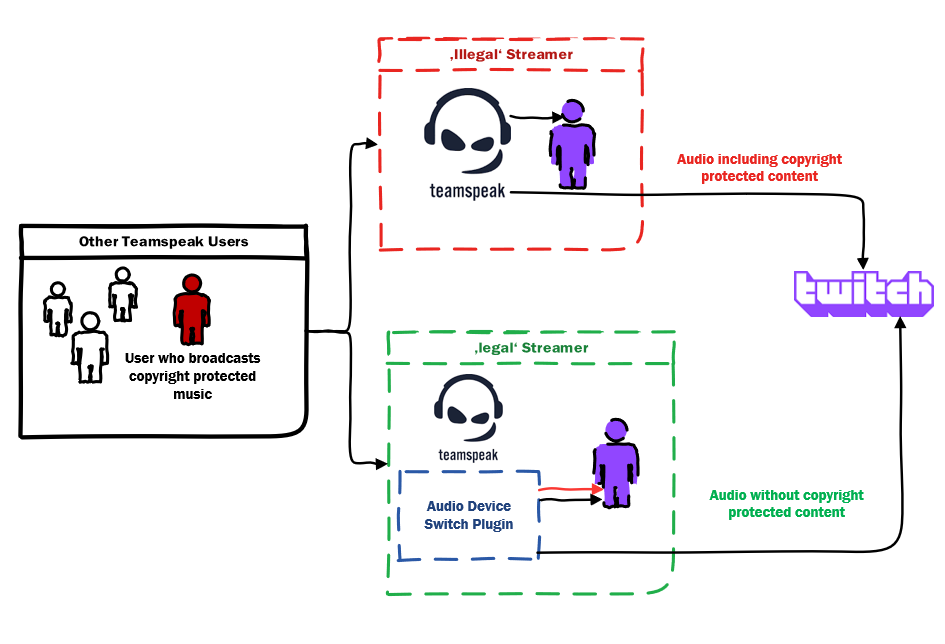 ‚Illegal‘ Streamer
teamspeak
Audio including copyright
protected content
Other Teamspeak Users
User who broadcasts
copyright protected
music
twitch
‚legal‘ Streamer
teamspeak
Audio Device
Switch Plugin
Audio without copyright
protected content